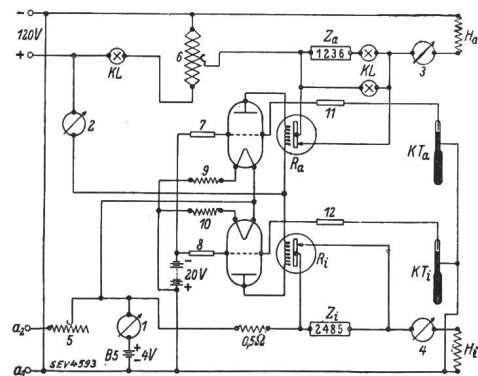 −
120V
+
KL
6
Za
1236
KL
3
Ha
2
7
11
Ra
KTa
9
10
12
8
−
20V
+
Ri
KTi
a2
5
1
+
B5
−4V
0,5Ω
Zi
2485
4
Hi
a1
SEV4593